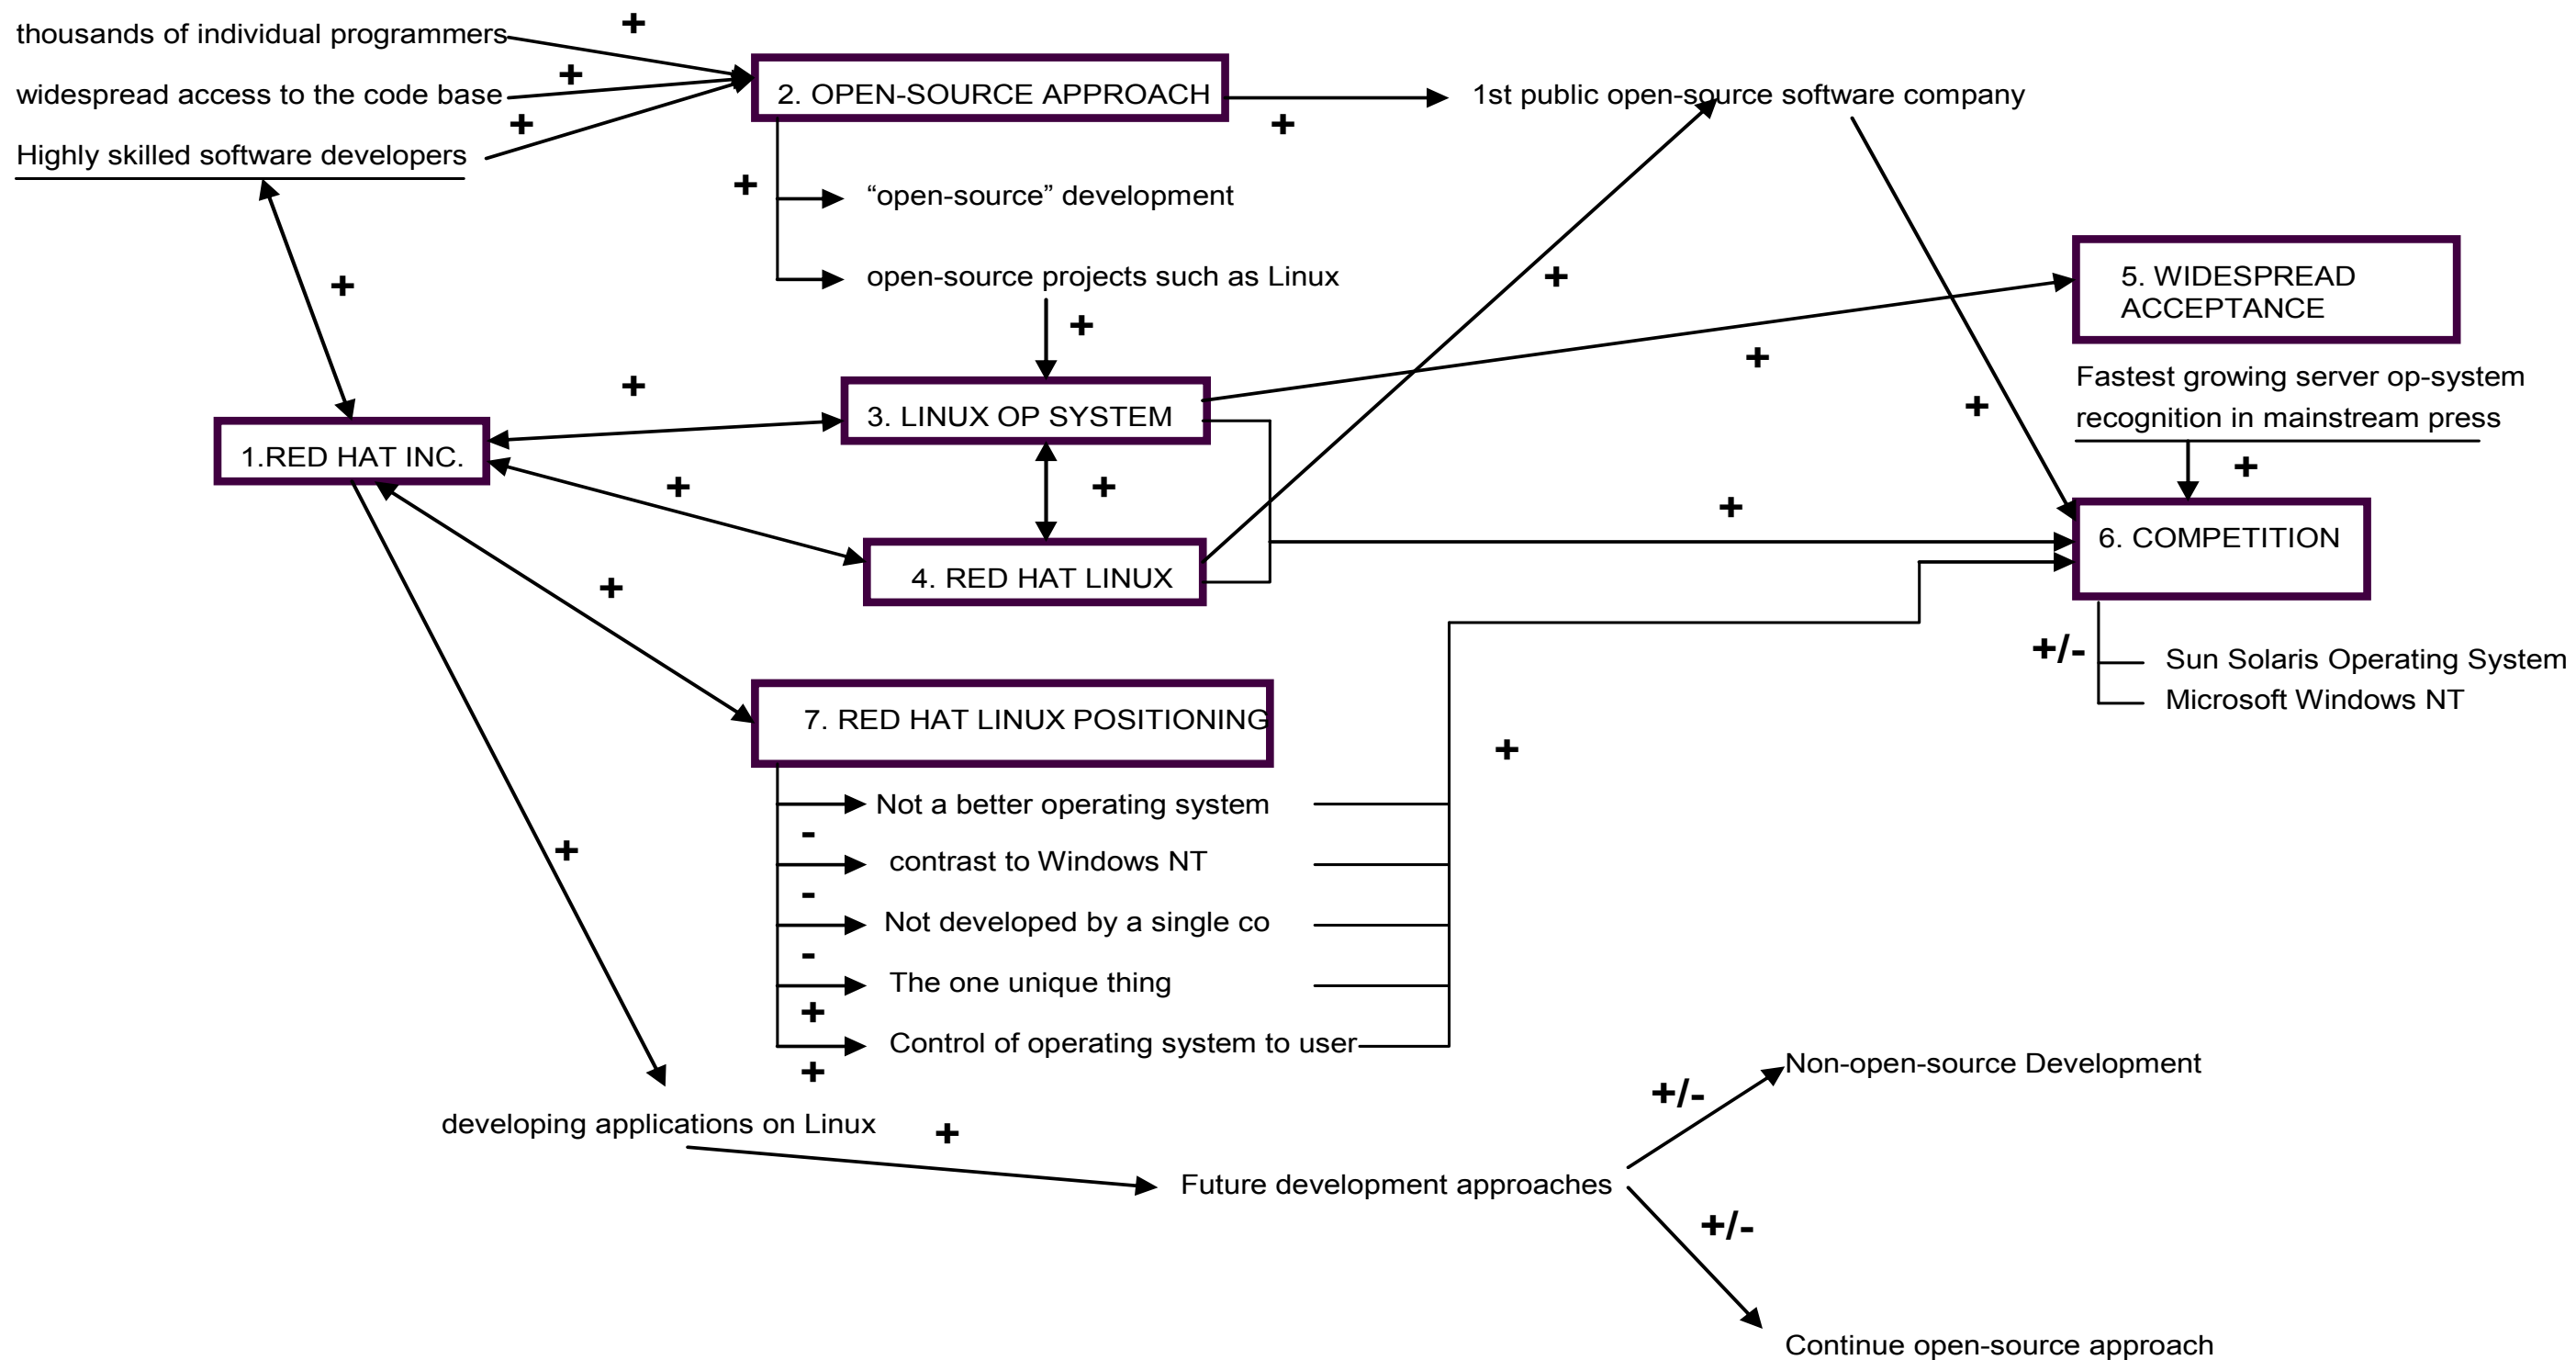 thousands of individual programmers
+
widespread access to the code base
+
Highly skilled software developers
+
2. OPEN-SOURCE APPROACH
+
1st public open-source software company
+
“open-source” development
open-source projects such as Linux
+
+
+
5. WIDESPREAD
ACCEPTANCE
+
Fastest growing server op-system
recognition in mainstream press
+
+
+
3. LINUX OP SYSTEM
1.RED HAT INC.
+
+
+
+
6. COMPETITION
4. RED HAT LINUX
+
+/-
Sun Solaris Operating System
Microsoft Windows NT
7. RED HAT LINUX POSITIONING
+
Not a better operating system
-
contrast to Windows NT
-
Not developed by a single co
-
The one unique thing
+
Control of operating system to user
+
+
developing applications on Linux
+
Future development approaches
+/-
Non-open-source Development
+/-
Continue open-source approach